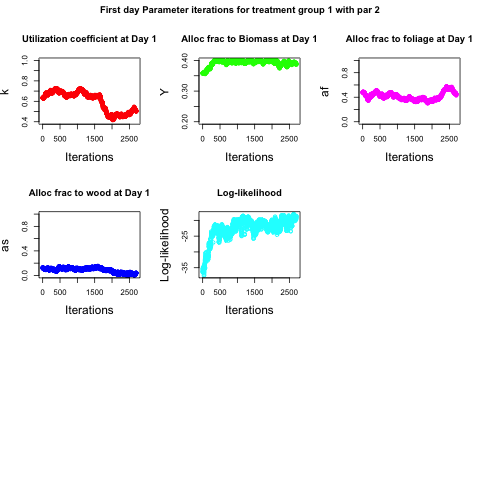 First day Parameter iterations for treatment group 1 with par 2
Utilization coefficient at Day 1
k
0.4 0.6 0.8 1.0
0 500 1500 2500
Iterations
Alloc frac to Biomass at Day 1
Y
0.20 0.30 0.40
0 500 1500 2500
Iterations
Alloc frac to foliage at Day 1
af
0.0 0.4 0.8
0 500 1500 2500
Iterations
Alloc frac to wood at Day 1
as
0.0 0.4 0.8
0 500 1500 2500
Iterations
Log-likelihood
Log-likelihood
-35 -25
0 500 1500 2500
Iterations